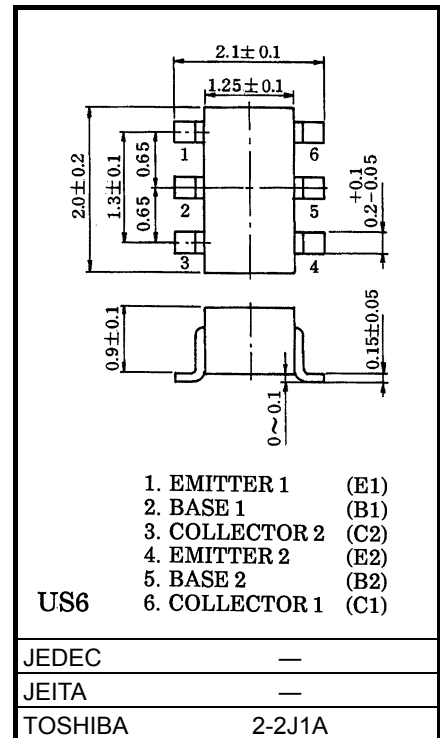 2.1±0.1
1.25±0.1
1
6
2
5
3
4
2.0±0.2
1.3±0.1
0.65
0.65
+0.1
0.2-0.05
0.9±0.1
0.15±0.05
0~0.1
1. EMITTER 1 (E1)
2. BASE 1 (B1)
3. COLLECTOR 2 (C2)
4. EMITTER 2 (E2)
5. BASE 2 (B2)
US6 6. COLLECTOR 1 (C1)
JEDEC —
JEITA —
TOSHIBA 2-2J1A